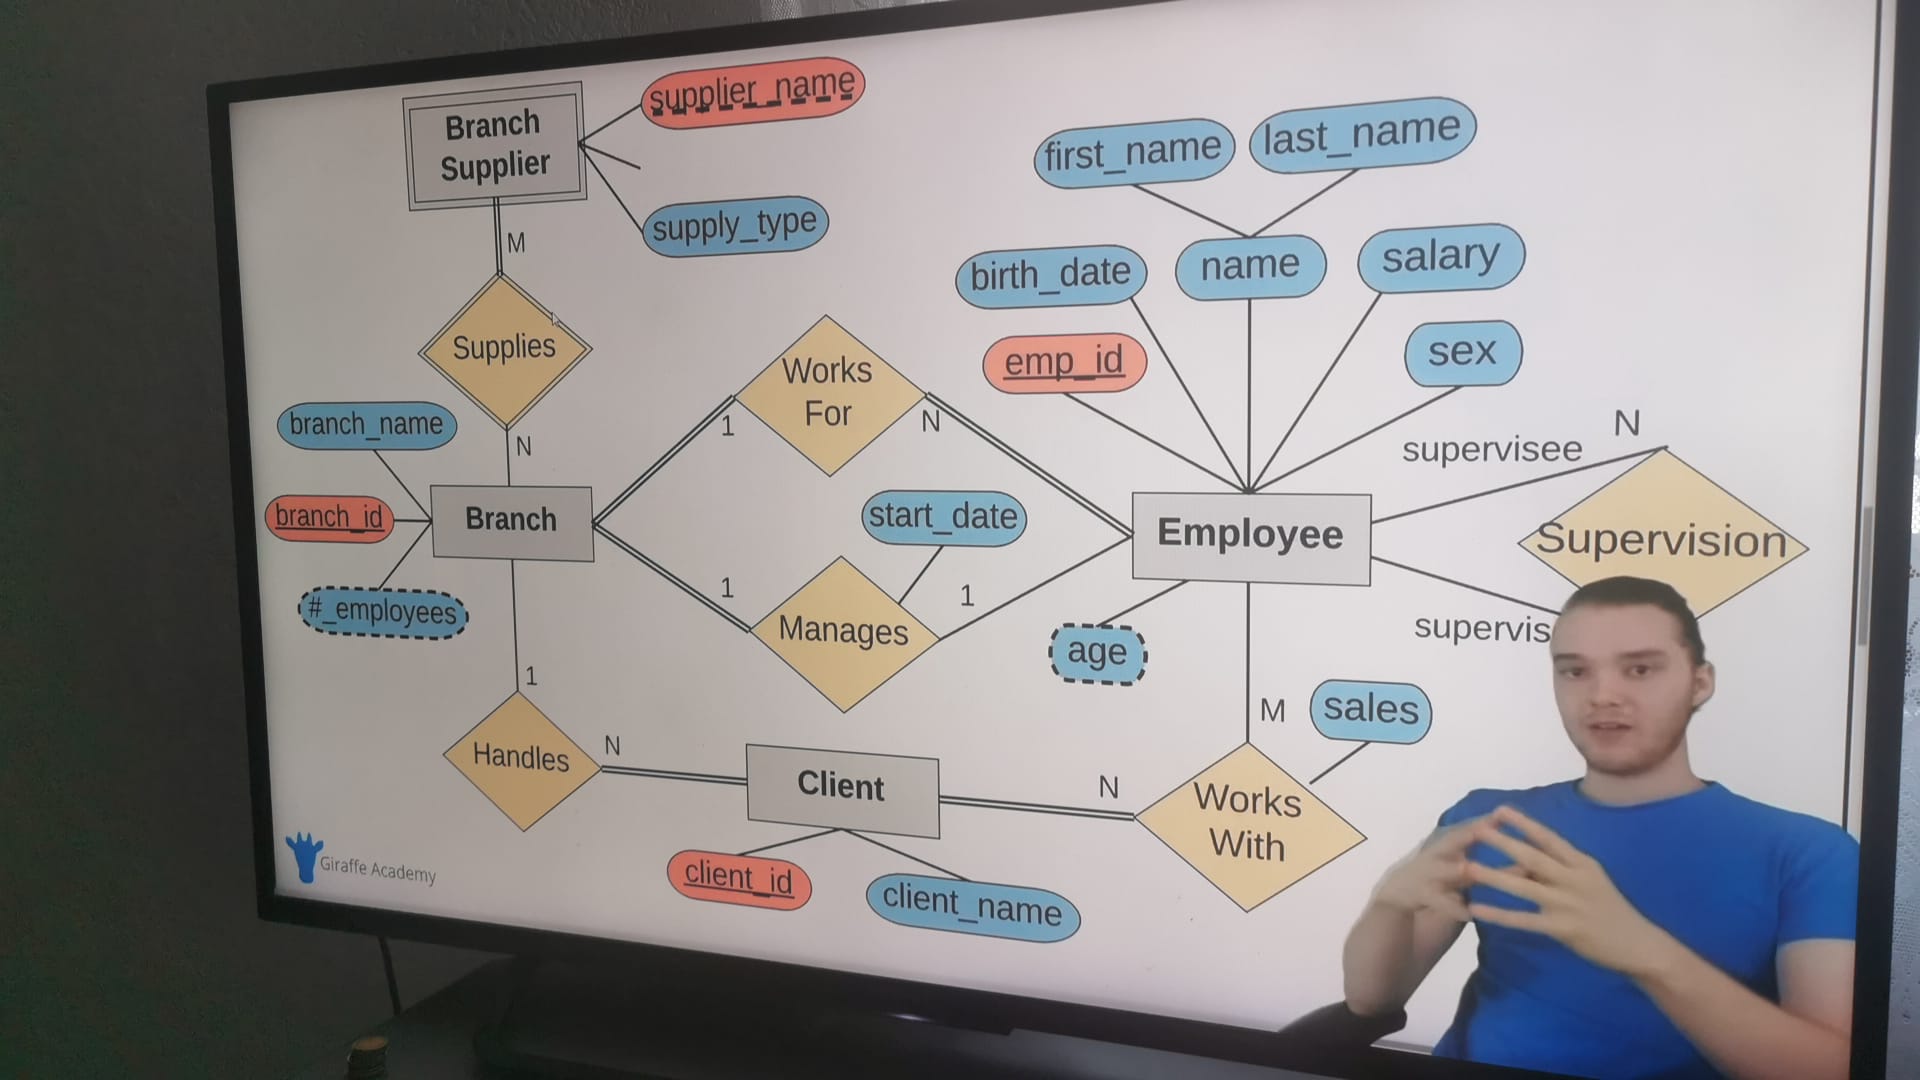 Branch
Supplier
supplier_name
supply_type
first_name
last_name
birth_date
name
salary
emp_id
sex
M
Supplies
N
branch_name
branch_id
#_employees
Branch
Works
For
1
N
start_date
1
Manages
1
Employee
age
supervisee
N
Supervision
supervis
1
Handles
N
Client
client_id
client_name
N
M
sales
Works
With
Giraffe Academy